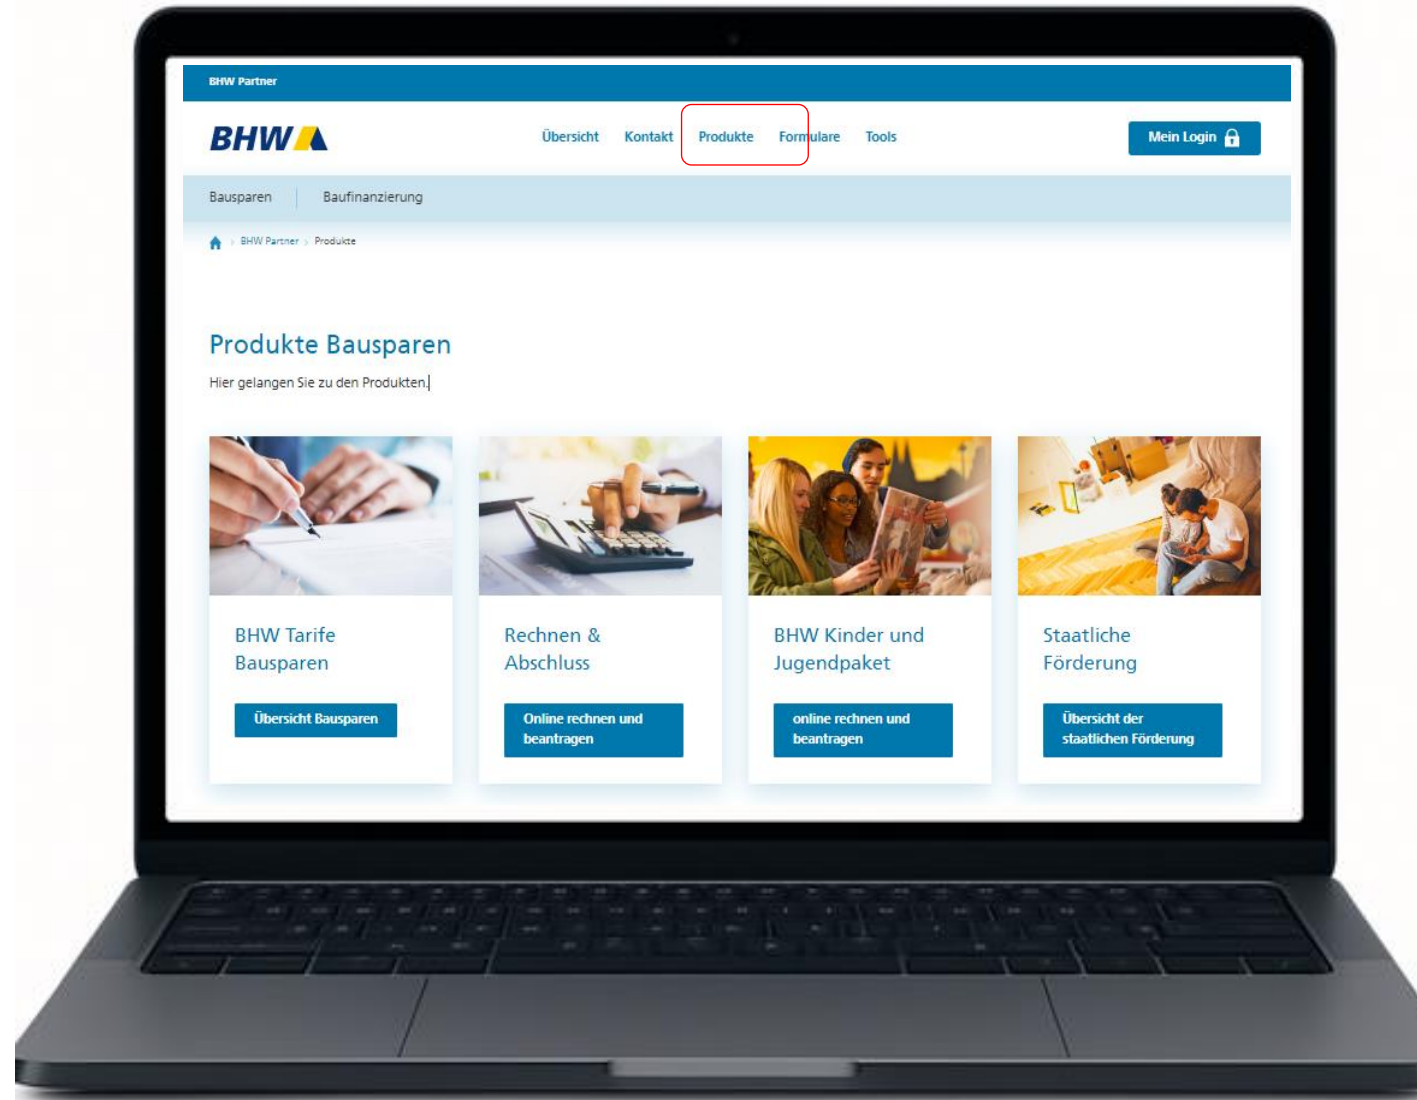 BHW Partner
BHW
Übersicht Kontakt Produkte Formulare Tools
Mein Login
Bausparen Baufinanzierung
BHW Partner > Produkte
Produkte Bausparen
Hier gelangen Sie zu den Produkten.
BHW Tarife
Bausparen
Übersicht Bausparen
Rechnen &
Abschluss
Online rechnen und
beantragen
BHW Kinder und
Jugendpaket
online rechnen und
beantragen
Staatliche
Förderung
Übersicht der
staatlichen Förderung